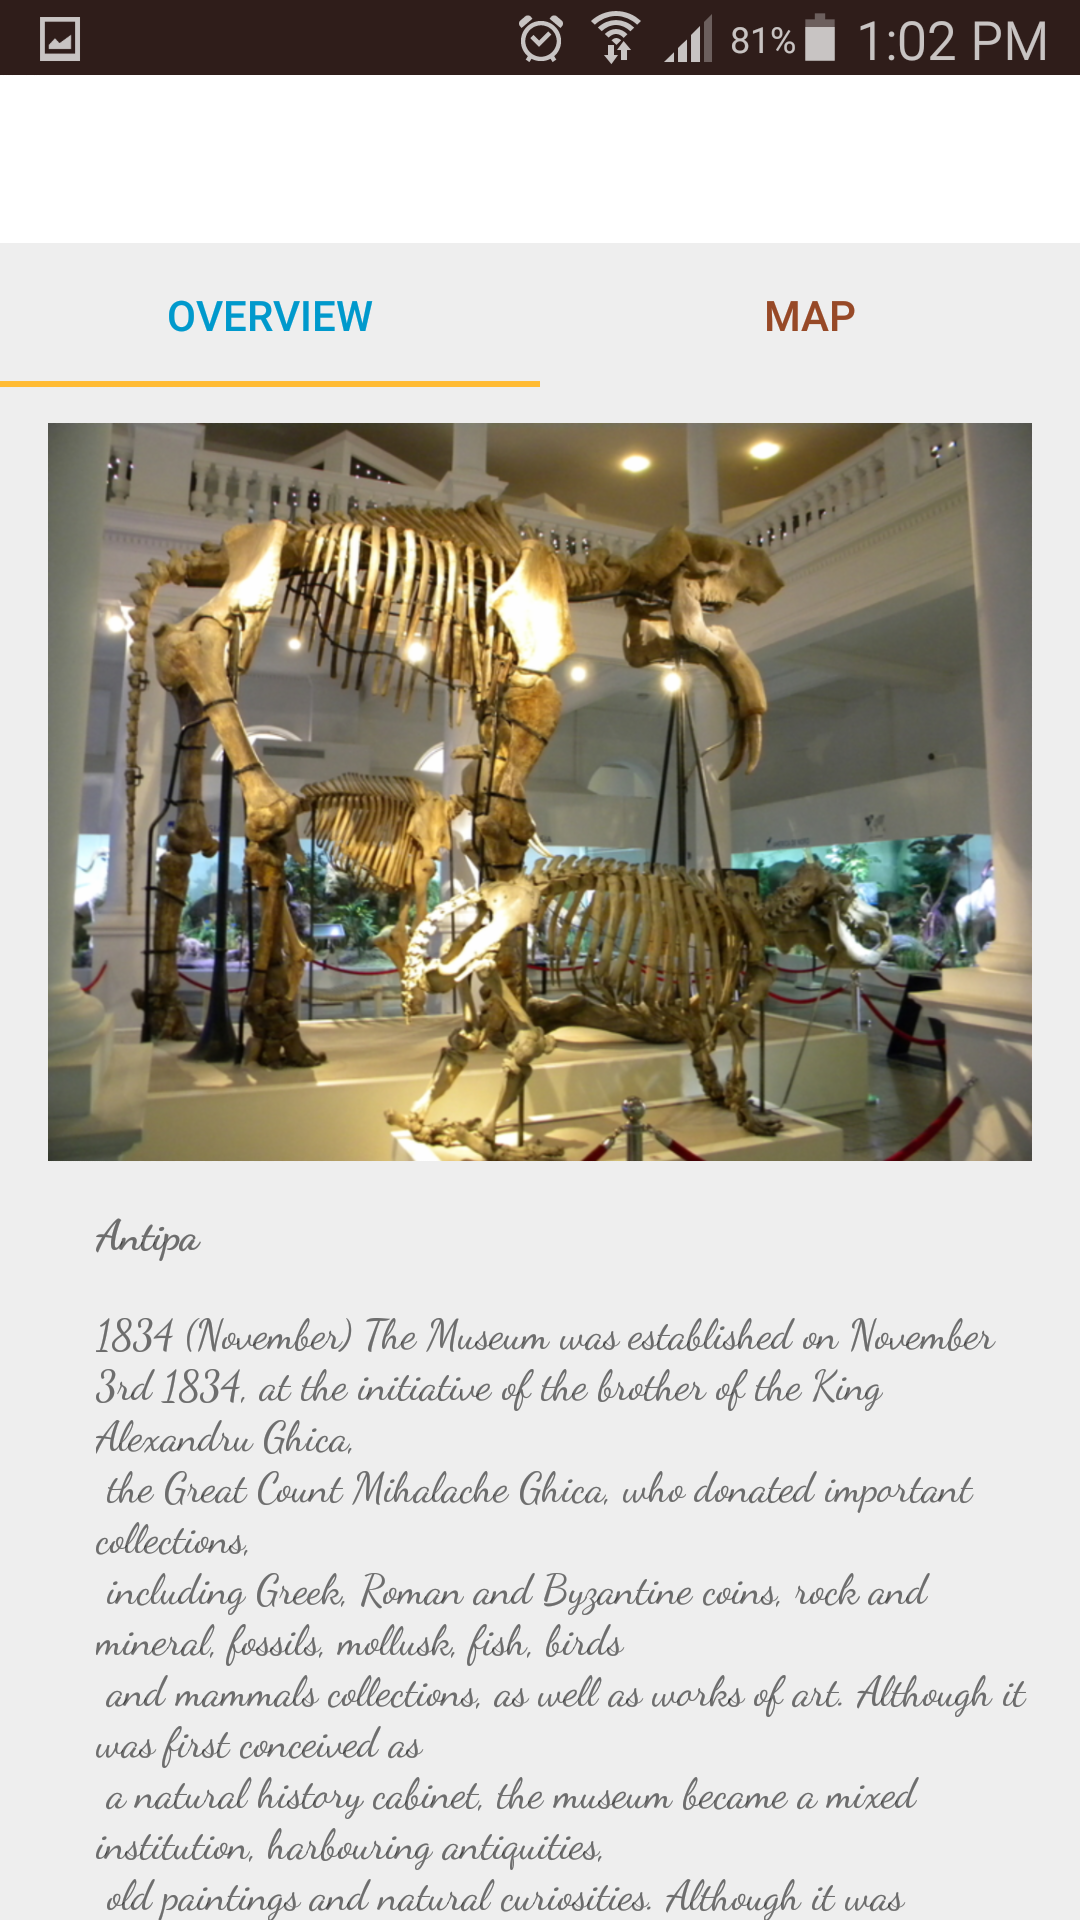 81% 1:02 PM
OVERVIEW MAP
Antipa
1834 (November) The Museum was established on November
3rd 1834, at the initiative of the brother of the King
Alexandru Ghica,
the Great Count Mihalache Ghica, who donated important
collections,
including Greek, Roman and Byzantine coins, rock and
mineral, fossils, mollusk, fish, birds
and mammals collections, as well as works of art. Although it
was first conceived as
a natural history cabinet, the museum became a mixed
institution, harbouring antiquities,
old paintings and natural curiosities. Although it was